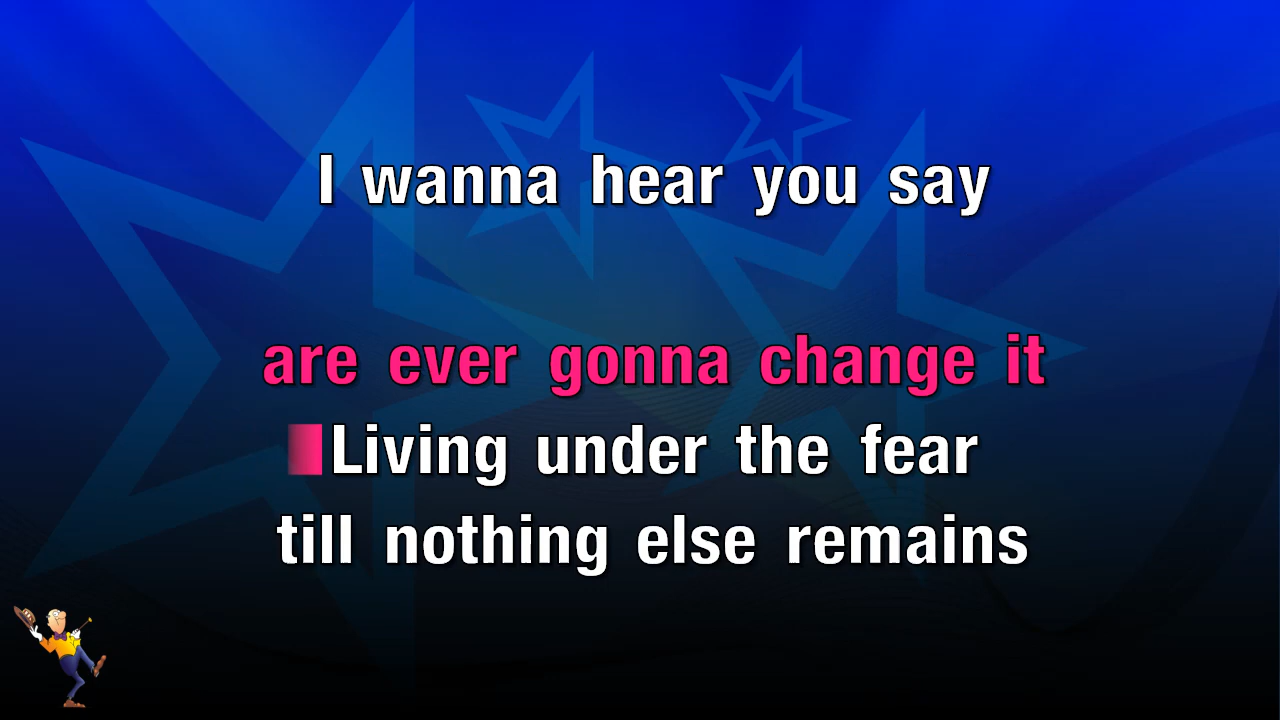 I wanna hear you say
are ever gonna change it
Living under the fear
till nothing else remains